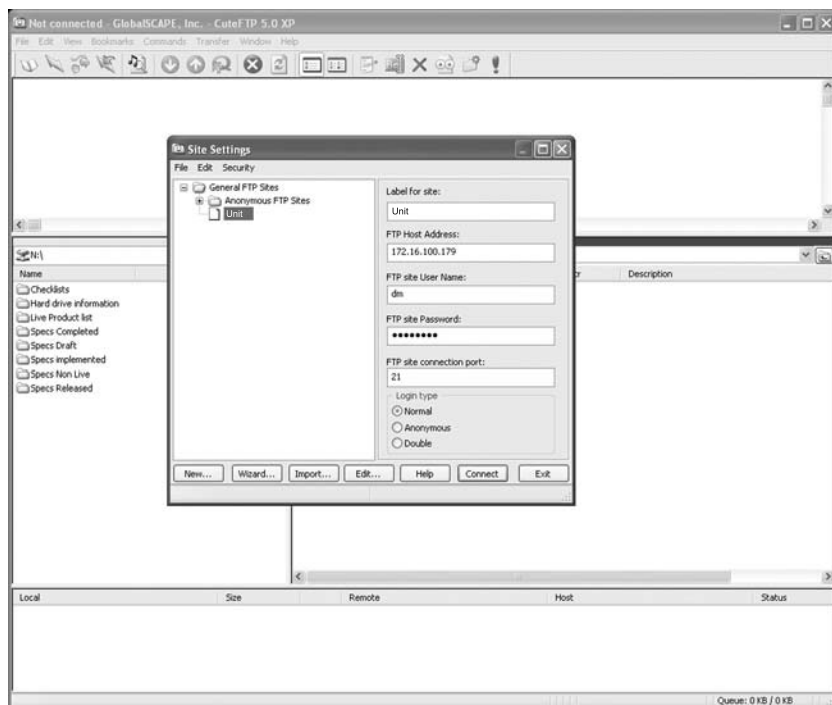 Not connected - GlobalSCAPE, Inc. - CuteFTP 5.0 XP
File Edit View Bookmarks Commands Transfer Window Help
Site Settings
File Edit Security
General FTP Sites
Anonymous FTP Sites
Unit
Label for site:
Unit
FTP Host Address:
172.16.100.179
FTP site User Name:
dm
FTP site Password:
••••••••
FTP site connection port:
21
Login type
Normal
Anonymous
Double
New... Wizard... Import... Edit... Help Connect Exit
N:\
Name
Description
Checklists
Hard drive information
Live Product list
Specs Completed
Specs Draft
Specs implemented
Specs Non Live
Specs Released
Local Size Remote Host Status
Queue: 0 KB / 0 KB